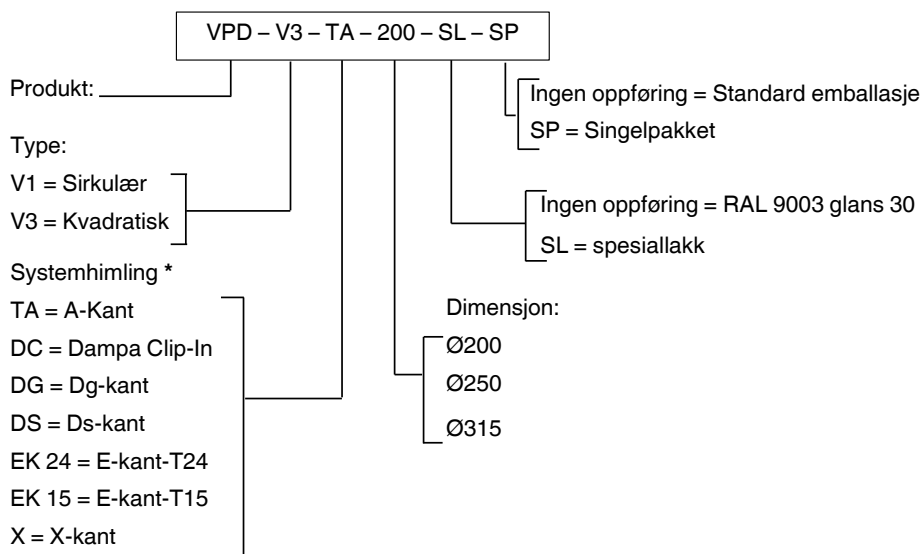 VPD – V3 – TA – 200 – SL – SP
Produkt:
Type:
V1 = Sirkulær
V3 = Kvadratisk
Systemhimling *
TA = A-Kant
DC = Dampa Clip-In
DG = Dg-kant
DS = Ds-kant
EK 24 = E-kant-T24
EK 15 = E-kant-T15
X = X-kant
Dimensjon:
Ø200
Ø250
Ø315
Ingen oppføring = RAL 9003 glans 30
SL = spesiallakk
Ingen oppføring = Standard emballasje
SP = Singelpakket